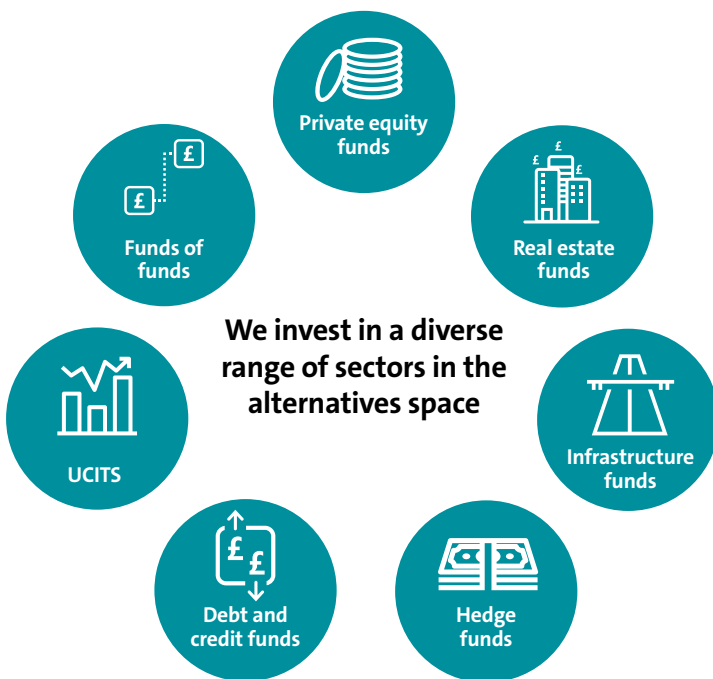 Private equity
funds
£
£
£
Real estate
funds
Infrastructure
funds
Hedge
funds
£
£
Debt and
credit funds
UCITS
£
£
Funds of
funds
We invest in a diverse
range of sectors in the
alternatives space